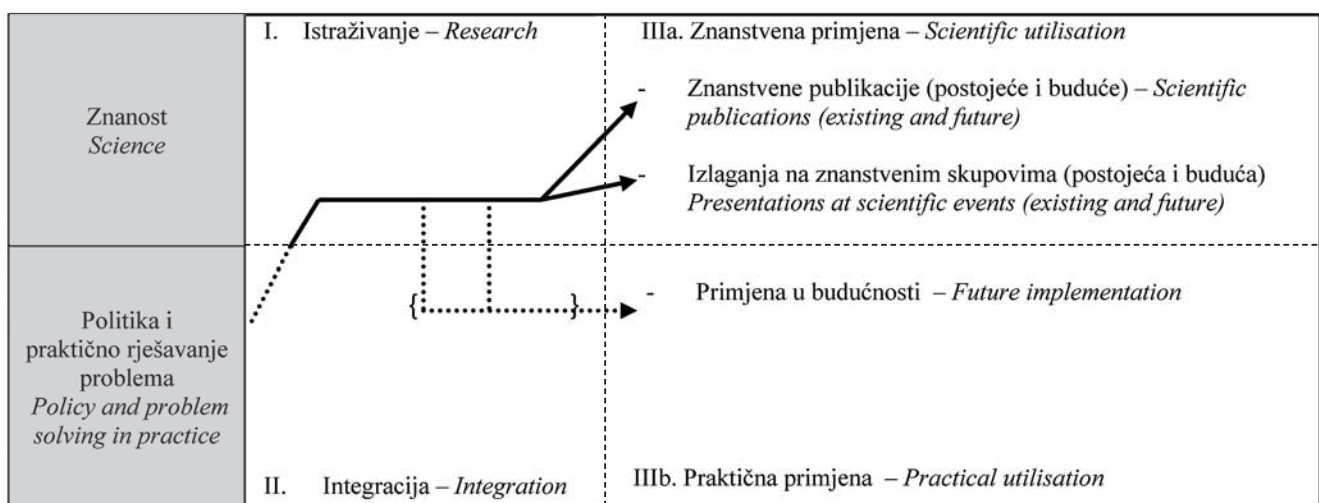 Znanost
Science
I. Istraživanje – Research
IIIa. Znanstvena primjena – Scientific utilisation
- Znanstvene publikacije (postojeće i buduće) – Scientific
publications (existing and future)
- Izlaganja na znanstvenim skupovima (postojeća i buduća)
Presentations at scientific events (existing and future)
Politika i
praktično rješavanje
problema
Policy and problem
solving in practice
{ }
- Primjena u budućnosti – Future implementation
II. Integracija – Integration
IIIb. Praktična primjena – Practical utilisation